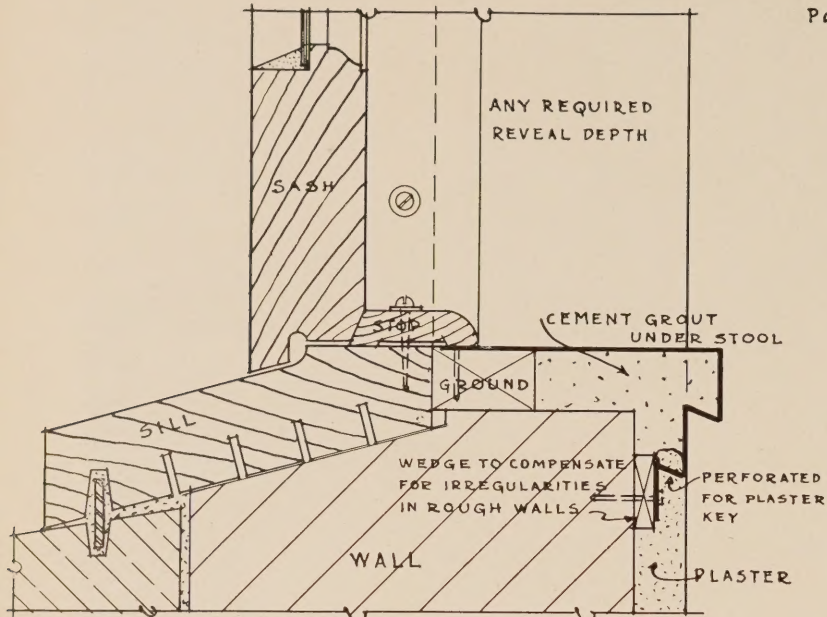 ANY REQUIRED
REVEAL DEPTH
SASH
STOP
CEMENT GROUT
UNDER STOOL
GROUND
SILL
WEDGE TO COMPENSATE
FOR IRREGULARITIES
IN ROUGH WALLS
PERFORATED
FOR PLASTER
KEY
WALL
PLASTER